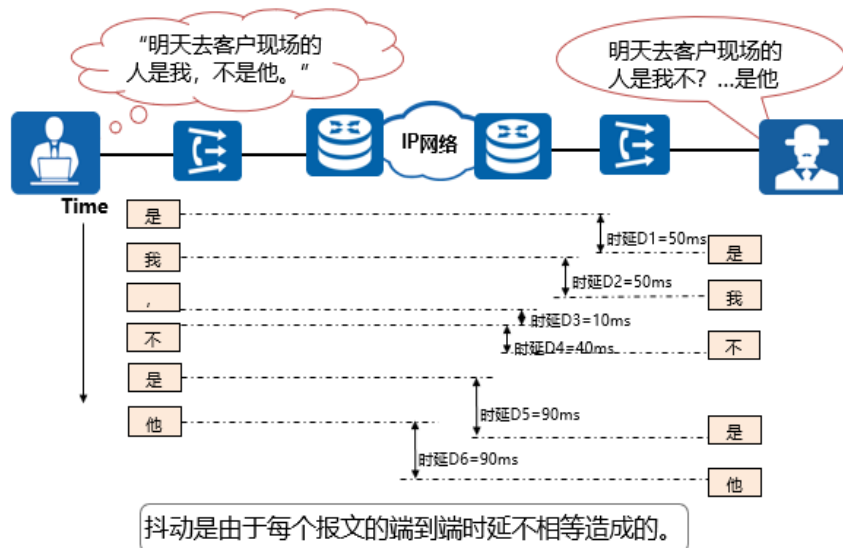 “明天去客户现场的
人是我，不是他。”
明天去客户现场的
人是我不？...是他
IP网络
Time
是
时延D1=50ms
是
我
时延D2=50ms
我
，
时延D3=10ms
不
时延D4=40ms
不
是
时延D5=90ms
是
他
时延D6=90ms
他
抖动是由于每个报文的端到端时延不相等造成的。